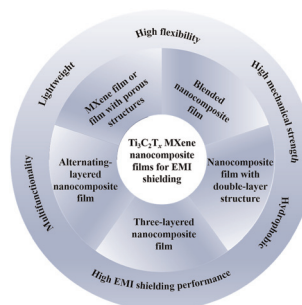 High flexibility
Lightweight
High mechanical strength
MXene film or
film with porous
structures
Blended
nanocomposite
film
Ti₃C₂Tₓ MXene
nanocomposite
films for EMI
shielding
Alternating-
layered
nanocomposite
film
Nanocomposite
film with
double-layer
structure
Three-layered
nanocomposite
film
Multifunctionality
Hydrophobic
High EMI shielding performance